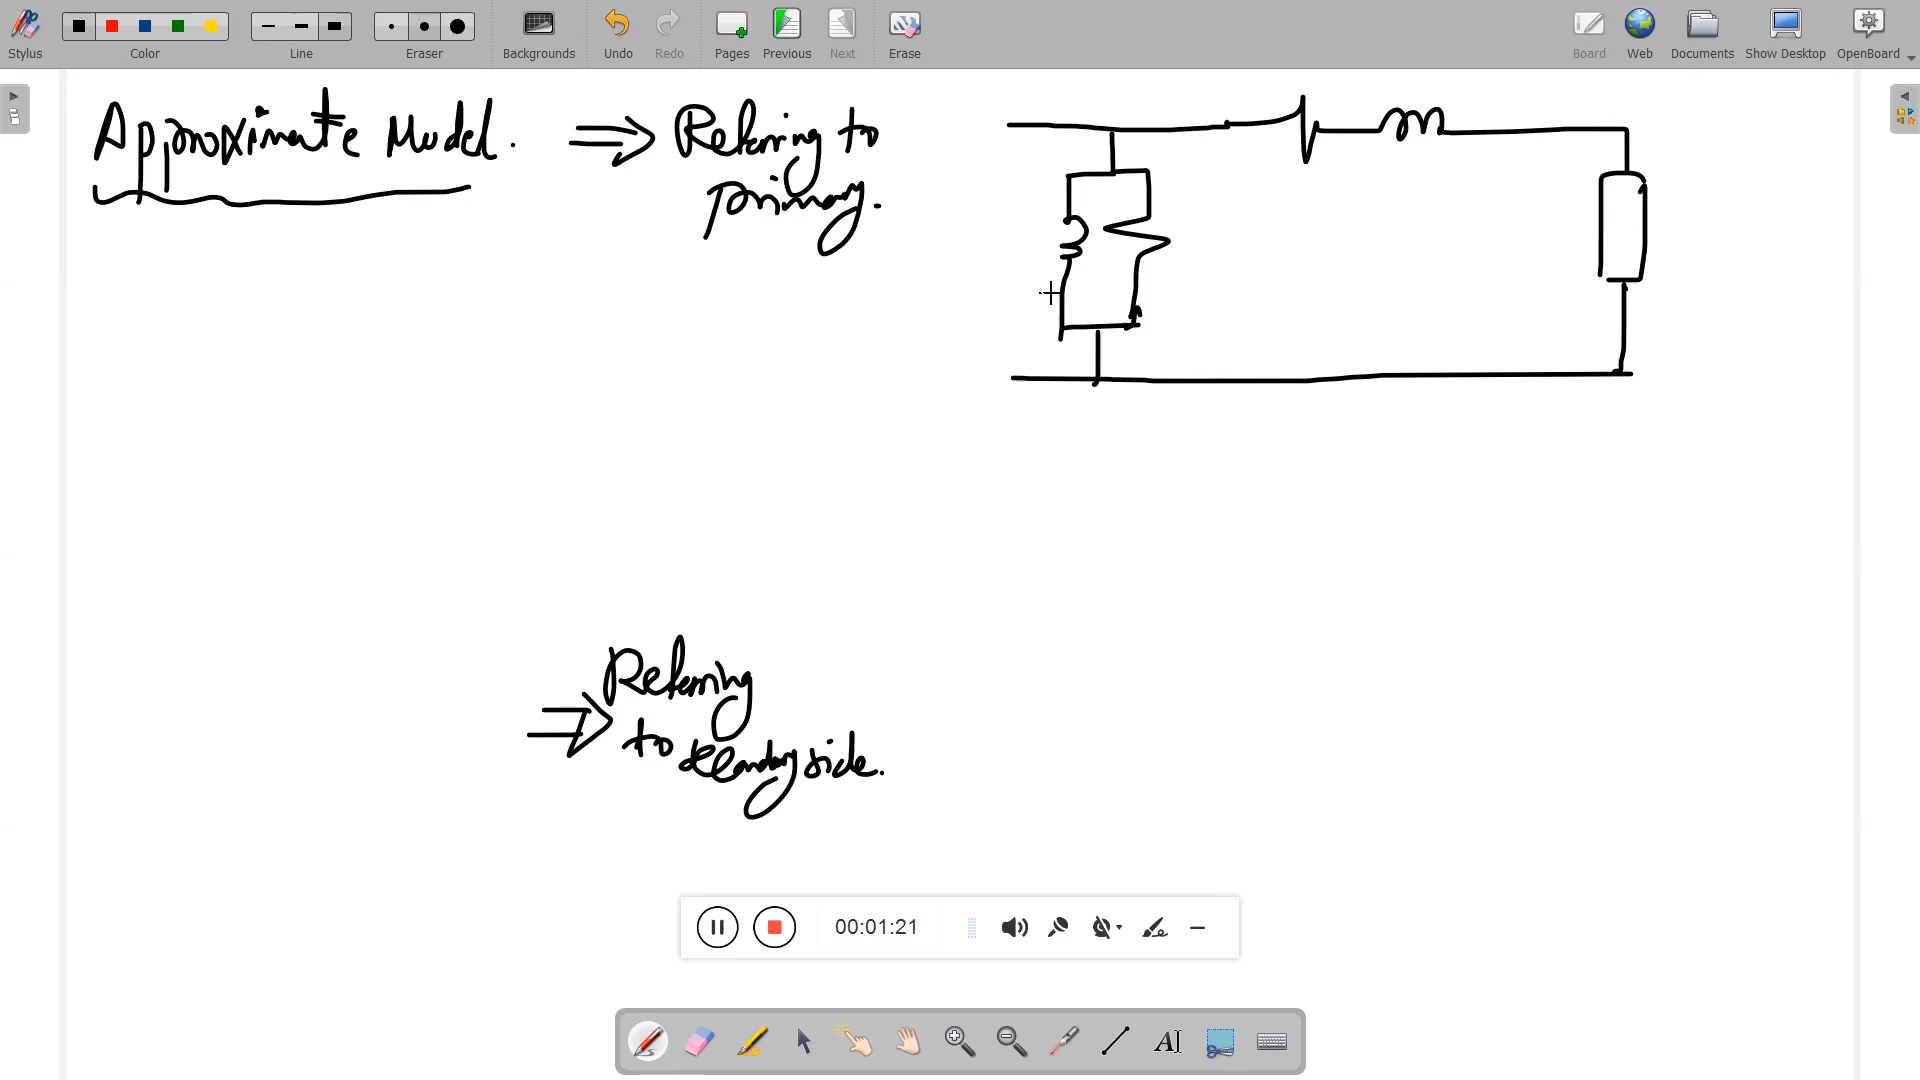 Stylus Color Line Eraser Backgrounds Undo Redo Pages Previous Next Erase Board Web Documents Show Desktop OpenBoard
Approximate Model. ⇒ Referring to
primary.
⇒ Referring
to secondary side.
00:01:21